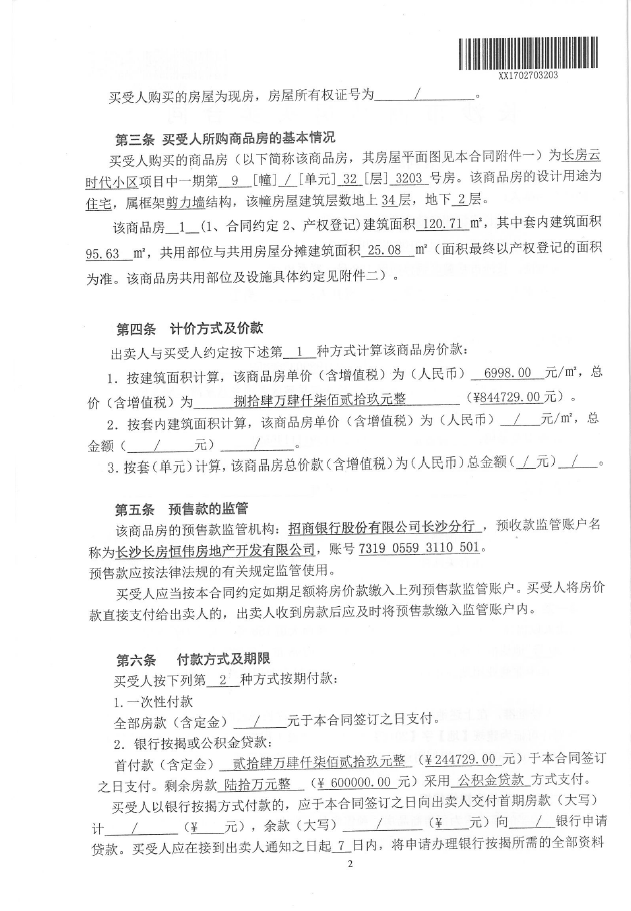 XX1702703203
买受人购买的房屋为现房，房屋所有权证号为 / 。
第三条 买受人所购商品房的基本情况
买受人购买的商品房（以下简称该商品房，其房屋平面图见本合同附件一）为长房云
时代小区项目中一期第 9 [幢] / [单元] 32 [层] 3203 号房。该商品房的设计用途为
住宅，属框架剪力墙结构，该幢房屋建筑层数地上 34 层，地下 2 层。
该商品房 1 （1、合同约定 2、产权登记)建筑面积 120.71 ㎡，其中套内建筑面积
95.63 ㎡，共用部位与共用房屋分摊建筑面积 25.08 ㎡（面积最终以产权登记的面积
为准。该商品房共用部位及设施具体约定见附件二）。
第四条 计价方式及价款
出卖人与买受人约定按下述第 1 种方式计算该商品房价款：
1. 按建筑面积计算，该商品房单价（含增值税）为（人民币） 6998.00 元/㎡，总
价（含增值税）为 捌拾肆万肆仟柒佰贰拾玖元整 （¥844729.00 元）。
2. 按套内建筑面积计算，该商品房单价（含增值税）为（人民币） / 元/㎡，总
金额（ / 元） / 。
3. 按套(单元)计算，该商品房总价款(含增值税)为(人民币)总金额( / 元) / 。
第五条 预售款的监管
该商品房的预售款监管机构：招商银行股份有限公司长沙分行 ，预收款监管账户名
称为长沙长房恒伟房地产开发有限公司，账号 7319 0559 3110 501。
预售款应按法律法规的有关规定监管使用。
买受人应当按本合同约定如期足额将房价款缴入上列预售款监管账户。买受人将房价
款直接支付给出卖人的，出卖人收到房款后应及时将预售款缴入监管账户内。
第六条 付款方式及期限
买受人按下列第 2 种方式按期付款：
1. 一次性付款
全部房款（含定金） / 元于本合同签订之日支付。
2. 银行按揭或公积金贷款：
首付款（含定金） 贰拾肆万肆仟柒佰贰拾玖元整 （¥244729.00 元）于本合同签订
之日支付。剩余房款 陆拾万元整 （¥ 600000.00 元）采用 公积金贷款 方式支付。
买受人以银行按揭方式付款的，应于本合同签订之日向出卖人交付首期房款（大写）
计 / （¥ 元），余款（大写） / （¥ 元）向 / 银行申请
贷款。买受人应在接到出卖人通知之日起 7 日内，将申请办理银行按揭所需的全部资料
2